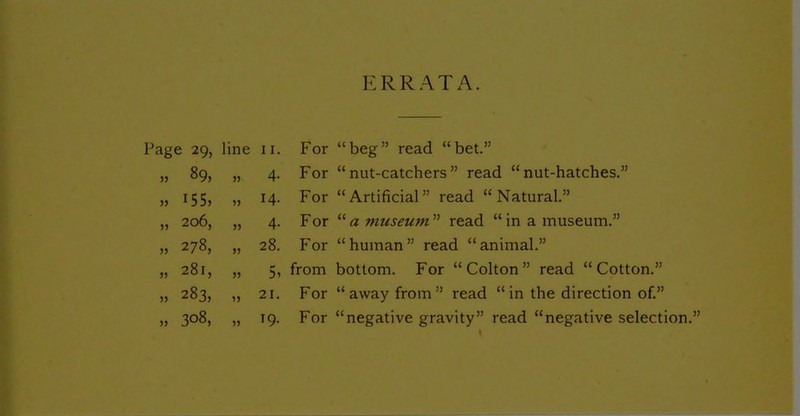 ERRATA.
Page 29, line 11. For “beg” read “bet.”
„ 89, „ 4. For “nut-catchers” read “nut-hatches.”
„ 155, „ 14. For “Artificial” read “Natural.”
„ 206, „ 4. For “a museum” read “in a museum.”
„ 278, „ 28. For “human” read “animal.”
„ 281, „ 5, from bottom. For “Colton” read “Cotton.”
„ 283, „ 21. For “away from” read “in the direction of.”
„ 308, „ 19. For “negative gravity” read “negative selection.”